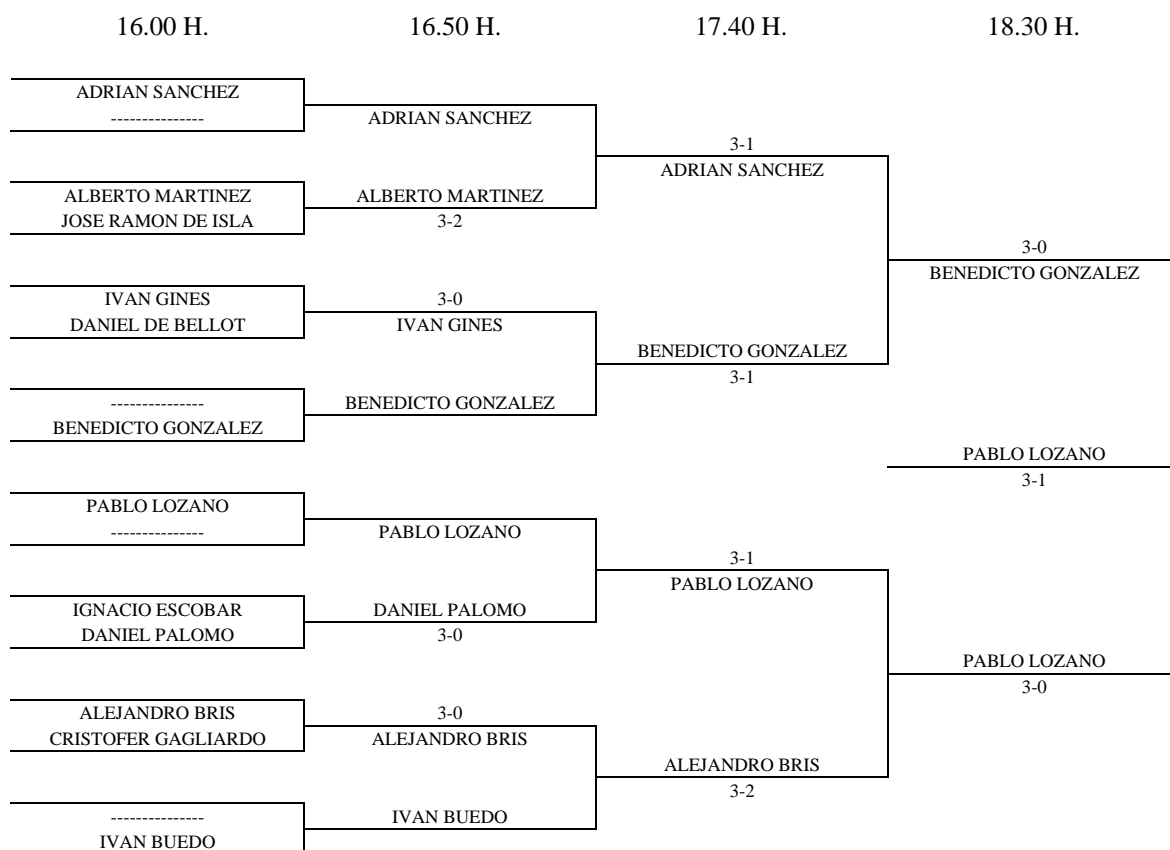 16.00 H.
16.50 H.
17.40 H.
18.30 H.
ADRIAN SANCHEZ
---------------
ADRIAN SANCHEZ
3-1
ADRIAN SANCHEZ
ALBERTO MARTINEZ
JOSE RAMON DE ISLA
ALBERTO MARTINEZ
3-2
3-0
BENEDICTO GONZALEZ
IVAN GINES
DANIEL DE BELLOT
3-0
IVAN GINES
BENEDICTO GONZALEZ
3-1
---------------
BENEDICTO GONZALEZ
BENEDICTO GONZALEZ
PABLO LOZANO
3-1
PABLO LOZANO
---------------
PABLO LOZANO
3-1
PABLO LOZANO
IGNACIO ESCOBAR
DANIEL PALOMO
DANIEL PALOMO
3-0
PABLO LOZANO
3-0
ALEJANDRO BRIS
CRISTOFER GAGLIARDO
3-0
ALEJANDRO BRIS
ALEJANDRO BRIS
3-2
---------------
IVAN BUEDO
IVAN BUEDO